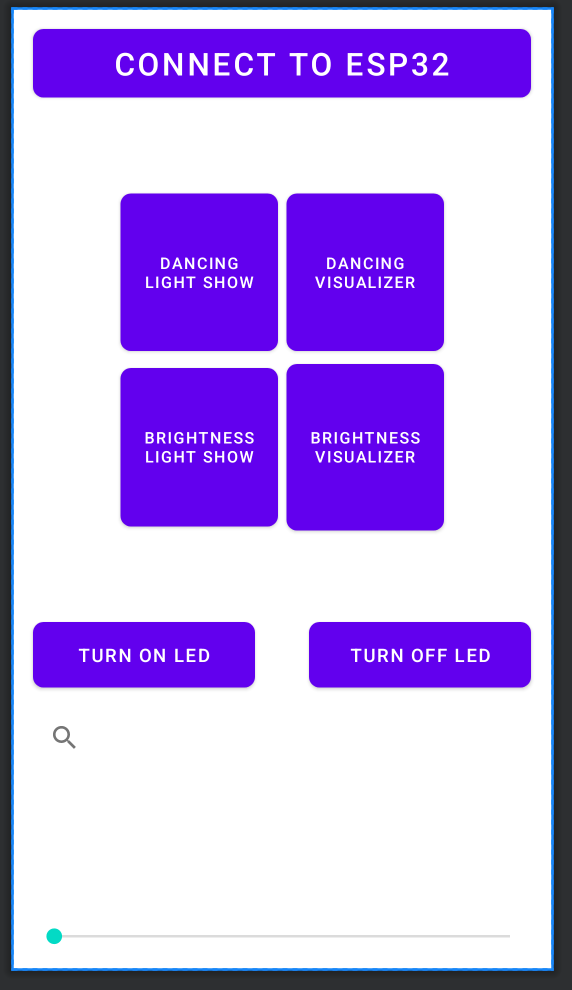 CONNECT TO ESP32
DANCING
LIGHT SHOW
DANCING
VISUALIZER
BRIGHTNESS
LIGHT SHOW
BRIGHTNESS
VISUALIZER
TURN ON LED
TURN OFF LED